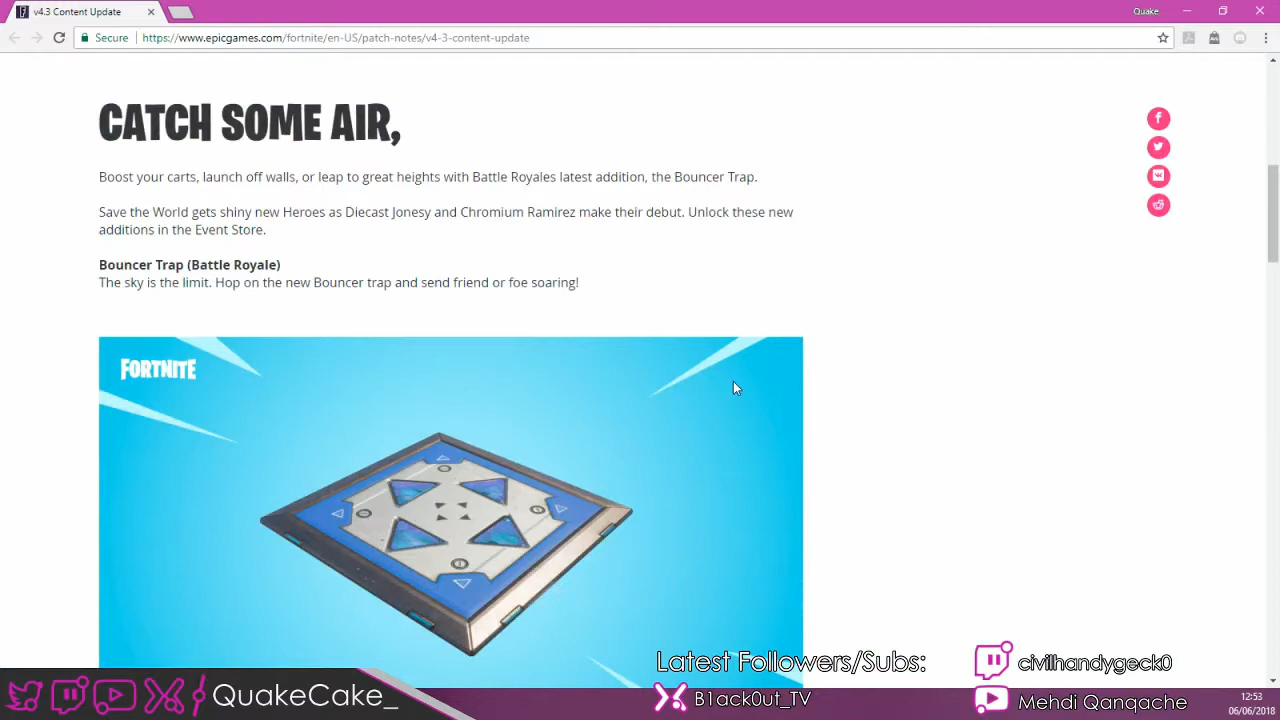 v4.3 Content Update
Quake
Secure
https://www.epicgames.com/fortnite/en-US/patch-notes/v4-3-content-update
CATCH SOME AIR,
Boost your carts, launch off walls, or leap to great heights with Battle Royales latest addition, the Bouncer Trap.
Save the World gets shiny new Heroes as Diecast Jonesy and Chromium Ramirez make their debut. Unlock these new
additions in the Event Store.
Bouncer Trap (Battle Royale)
The sky is the limit. Hop on the new Bouncer trap and send friend or foe soaring!
FORTNITE
Latest Followers/Subs:
civilhandygeck0
QuakeCake_
B1ack0ut_TV
Mehdi Qanqache
12:53
06/06/2018